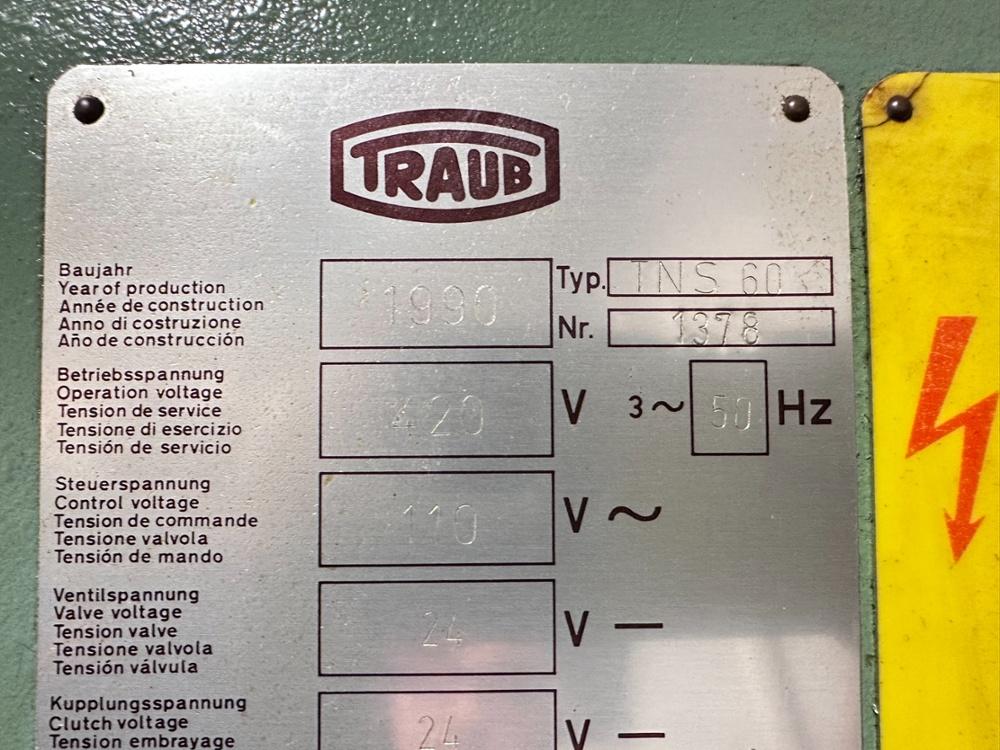 TRAUB
Baujahr
Year of production
Année de construction
Anno di costruzione
Año de construcción
1990
Typ. TNS 60
Nr. 1378
Betriebsspannung
Operation voltage
Tension de service
Tensione di esercizio
Tensión de servicio
420 V 3~ 50 Hz
Steuerspannung
Control voltage
Tension de commande
Tensione valvola
Tensión de mando
110 V ~
Ventilspannung
Valve voltage
Tension valve
Tensione valvola
Tensión válvula
24 V —
Kupplungsspannung
Clutch voltage
Tension embrayage
24 V —